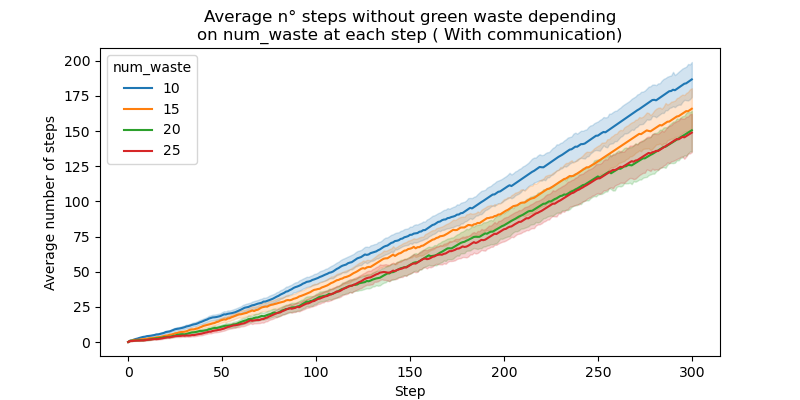 Average n° steps without green waste depending
on num_waste at each step ( With communication)
num_waste
10
15
20
25
200
175
150
125
100
75
50
25
0
Average number of steps
0 50 100 150 200 250 300
Step